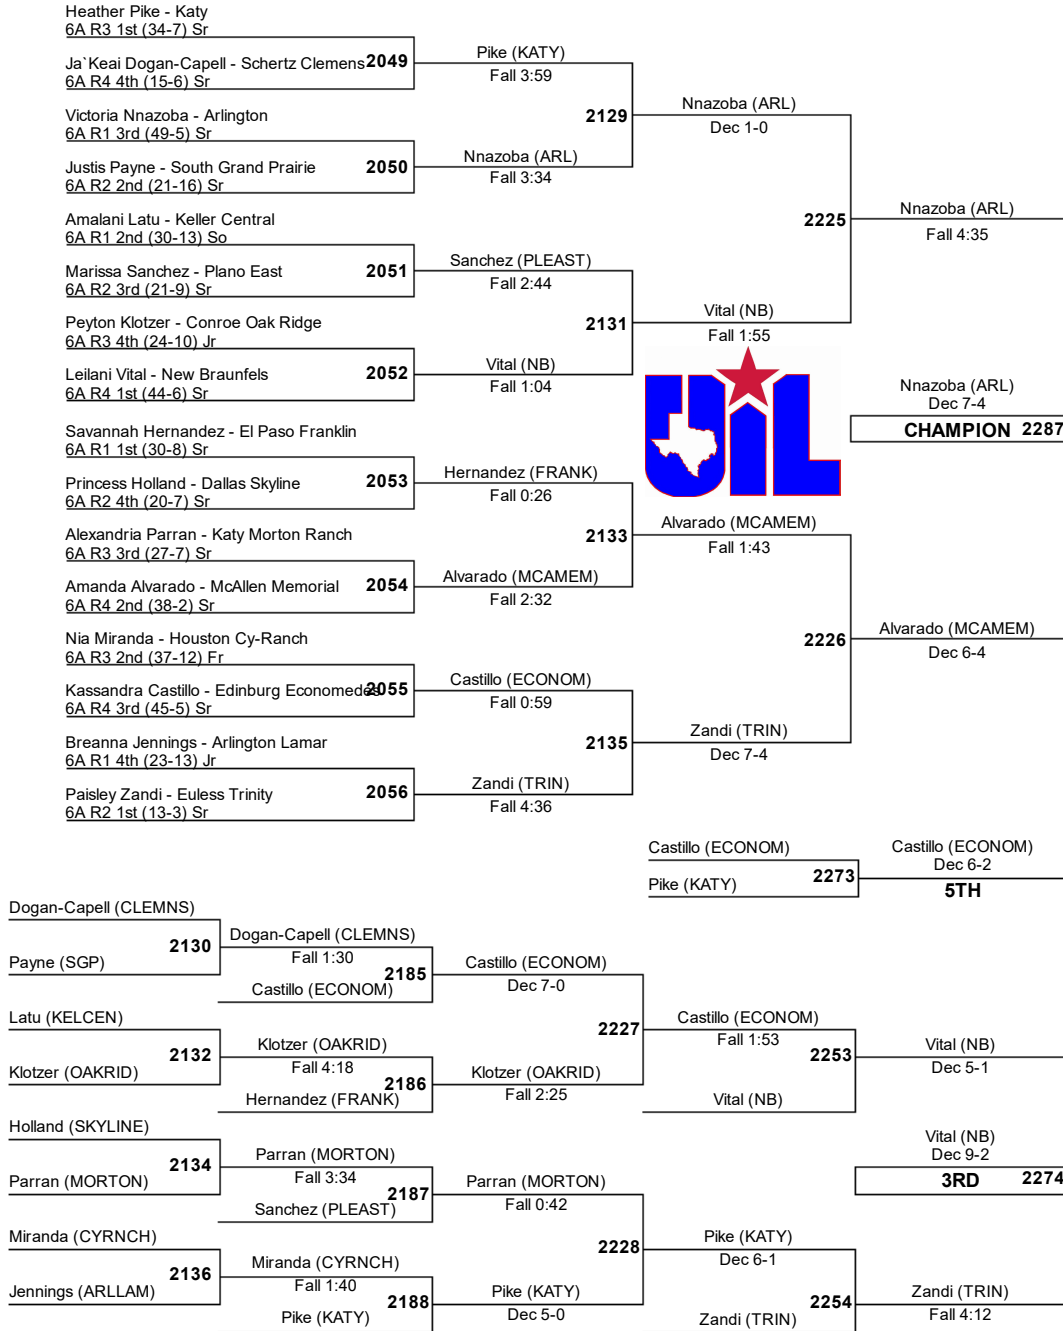 Heather Pike - Katy
6A R3 1st (34-7) Sr
Ja`Keai Dogan-Capell - Schertz Clemens 2049
6A R4 4th (15-6) Sr
Pike (KATY)
Fall 3:59
Victoria Nnazoba - Arlington
6A R1 3rd (49-5) Sr
2129
Nnazoba (ARL)
Dec 1-0
Justis Payne - South Grand Prairie 2050
6A R2 2nd (21-16) Sr
Nnazoba (ARL)
Fall 3:34
Amalani Latu - Keller Central
6A R1 2nd (30-13) So
2225
Nnazoba (ARL)
Fall 4:35
Marissa Sanchez - Plano East 2051
6A R2 3rd (21-9) Sr
Sanchez (PLEAST)
Fall 2:44
Peyton Klotzer - Conroe Oak Ridge
6A R3 4th (24-10) Jr
2131
Vital (NB)
Fall 1:55
Leilani Vital - New Braunfels 2052
6A R4 1st (44-6) Sr
Vital (NB)
Fall 1:04
UIL
Nnazoba (ARL)
Dec 7-4
CHAMPION 2287
Savannah Hernandez - El Paso Franklin
6A R1 1st (30-8) Sr
Princess Holland - Dallas Skyline 2053
6A R2 4th (20-7) Sr
Hernandez (FRANK)
Fall 0:26
Alexandria Parran - Katy Morton Ranch
6A R3 3rd (27-7) Sr
2133
Alvarado (MCAMEM)
Fall 1:43
Amanda Alvarado - McAllen Memorial 2054
6A R4 2nd (38-2) Sr
Alvarado (MCAMEM)
Fall 2:32
Nia Miranda - Houston Cy-Ranch
6A R3 2nd (37-12) Fr
2226
Alvarado (MCAMEM)
Dec 6-4
Kassandra Castillo - Edinburg Economedes 2055
6A R4 3rd (45-5) Sr
Castillo (ECONOM)
Fall 0:59
Breanna Jennings - Arlington Lamar
6A R1 4th (23-13) Jr
2135
Zandi (TRIN)
Dec 7-4
Paisley Zandi - Euless Trinity 2056
6A R2 1st (13-3) Sr
Zandi (TRIN)
Fall 4:36
Castillo (ECONOM)
Pike (KATY)
2273
Castillo (ECONOM)
Dec 6-2
5TH
Dogan-Capell (CLEMNS)
2130
Payne (SGP)
Dogan-Capell (CLEMNS)
Fall 1:30
2185
Castillo (ECONOM)
Castillo (ECONOM)
Dec 7-0
Latu (KELCEN)
2132
Klotzer (OAKRID)
Klotzer (OAKRID)
Fall 4:18
2186
Hernandez (FRANK)
Klotzer (OAKRID)
Fall 2:25
2227
Castillo (ECONOM)
Fall 1:53
2253
Vital (NB)
Vital (NB)
Dec 5-1
Holland (SKYLINE)
2134
Parran (MORTON)
Parran (MORTON)
Fall 3:34
2187
Sanchez (PLEAST)
Parran (MORTON)
Fall 0:42
Vital (NB)
Dec 9-2
3RD 2274
Miranda (CYRNCH)
2136
Jennings (ARLLAM)
Miranda (CYRNCH)
Fall 1:40
2188
Pike (KATY)
Pike (KATY)
Dec 5-0
2228
Pike (KATY)
Dec 6-1
2254
Zandi (TRIN)
Zandi (TRIN)
Fall 4:12